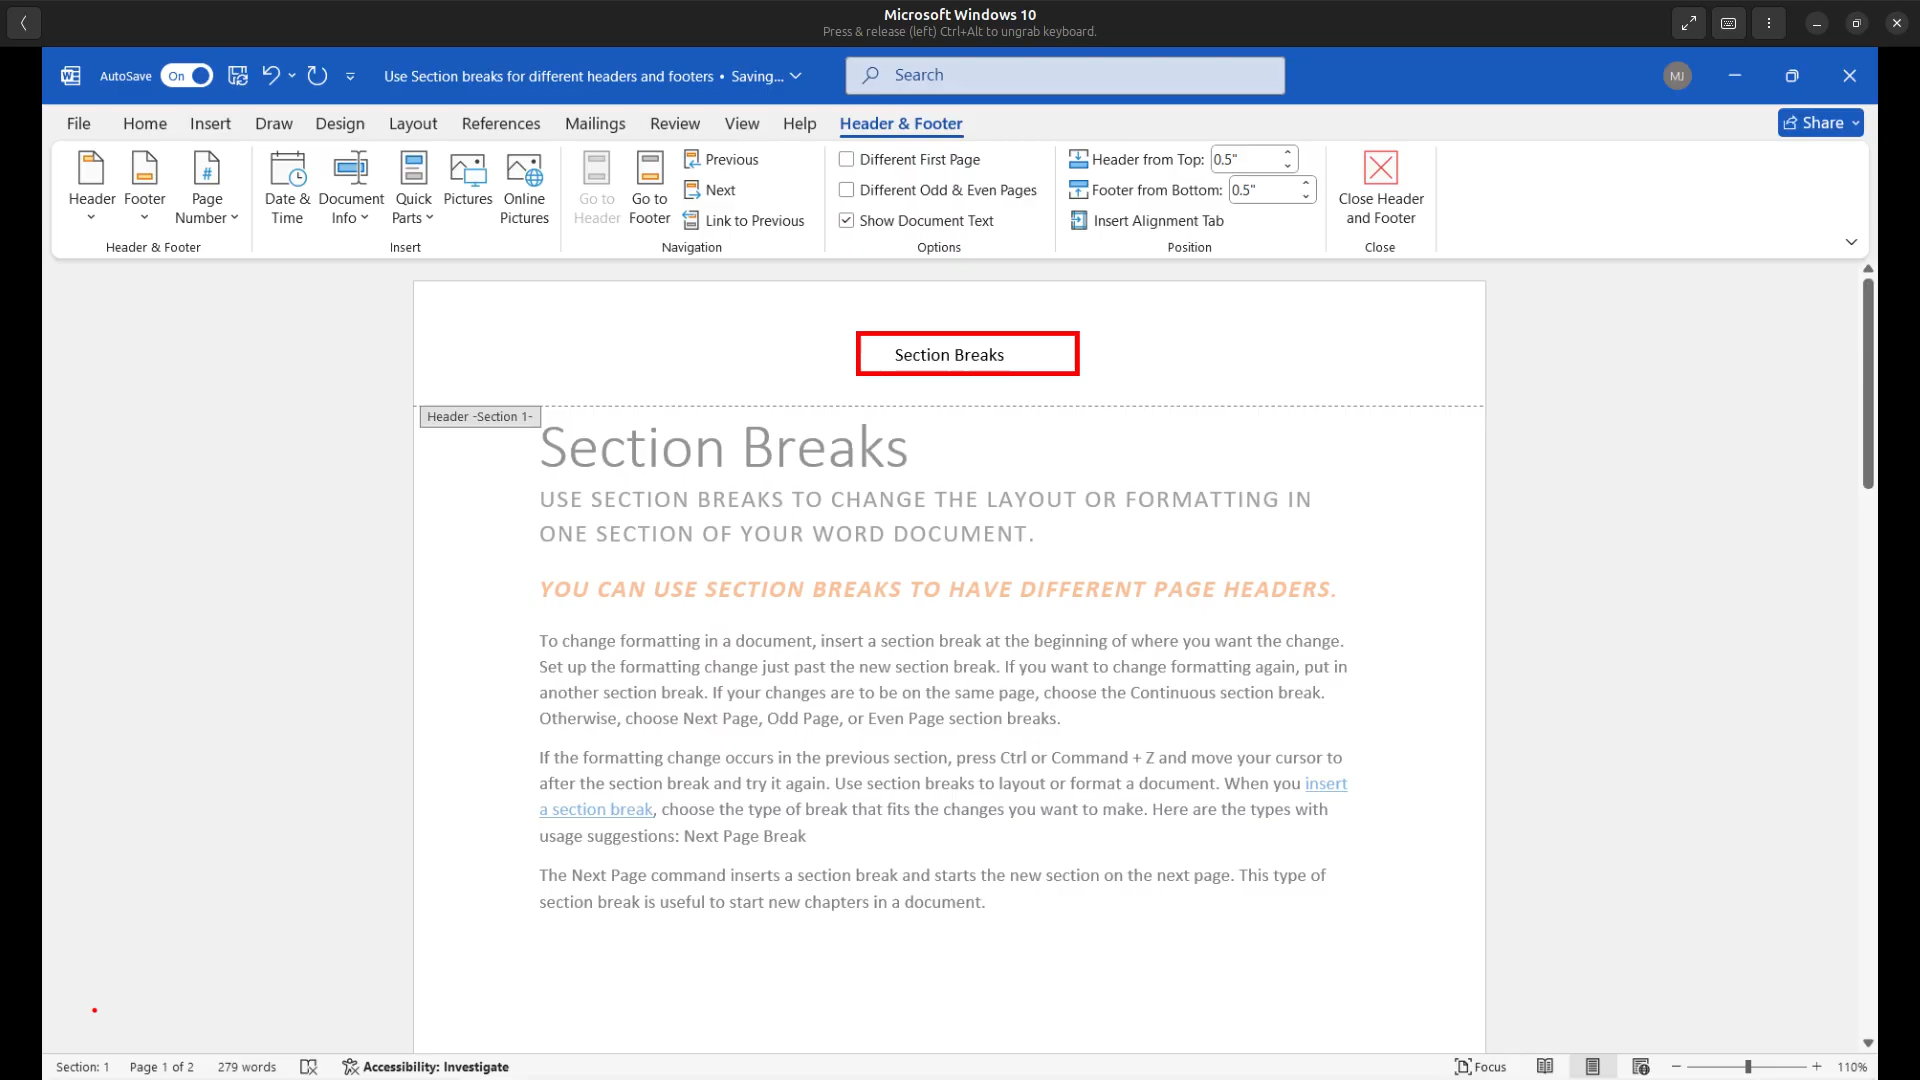 Microsoft Windows 10
Press & release (left) Ctrl+Alt to ungrab keyboard.
AutoSave On Use Section breaks for different headers and footers • Saving... Search MJ
File Home Insert Draw Design Layout References Mailings Review View Help Header & Footer Share
Header Footer Page Number
Header & Footer
Date & Time Document Info Quick Parts Pictures Online Pictures
Insert
Go to Header Go to Footer Previous Next Link to Previous
Navigation
Different First Page
Different Odd & Even Pages
Show Document Text
Options
Header from Top: 0.5"
Footer from Bottom: 0.5"
Insert Alignment Tab
Position
Close Header and Footer
Close
Section Breaks
Header -Section 1-
Section Breaks
USE SECTION BREAKS TO CHANGE THE LAYOUT OR FORMATTING IN
ONE SECTION OF YOUR WORD DOCUMENT.
YOU CAN USE SECTION BREAKS TO HAVE DIFFERENT PAGE HEADERS.
To change formatting in a document, insert a section break at the beginning of where you want the change.
Set up the formatting change just past the new section break. If you want to change formatting again, put in
another section break. If your changes are to be on the same page, choose the Continuous section break.
Otherwise, choose Next Page, Odd Page, or Even Page section breaks.
If the formatting change occurs in the previous section, press Ctrl or Command + Z and move your cursor to
after the section break and try it again. Use section breaks to layout or format a document. When you insert
a section break, choose the type of break that fits the changes you want to make. Here are the types with
usage suggestions: Next Page Break
The Next Page command inserts a section break and starts the new section on the next page. This type of
section break is useful to start new chapters in a document.
Section: 1 Page 1 of 2 279 words Accessibility: Investigate Focus 110%